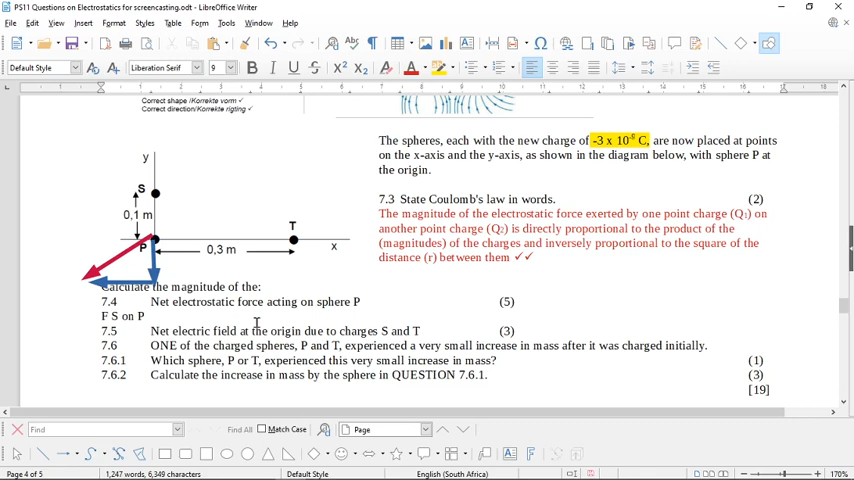 PS11 Questions on Electrostatics for screencasting.odt - LibreOffice Writer
File Edit View Insert Format Styles Table Form Tools Window Help
Default Style Liberation Serif 9
Correct shape /Korrekte vorm ✓
Correct direction/Korrekte rigting ✓
The spheres, each with the new charge of -3 x 10⁻⁹ C, are now placed at points
on the x-axis and the y-axis, as shown in the diagram below, with sphere P at
the origin.
y
S
0,1 m
T
P
0,3 m
x
7.3 State Coulomb's law in words. (2)
The magnitude of the electrostatic force exerted by one point charge (Q₁) on
another point charge (Q₂) is directly proportional to the product of the
(magnitudes) of the charges and inversely proportional to the square of the
distance (r) between them ✓✓
Calculate the magnitude of the:
7.4 Net electrostatic force acting on sphere P (5)
F S on P
7.5 Net electric field at the origin due to charges S and T (3)
7.6 ONE of the charged spheres, P and T, experienced a very small increase in mass after it was charged initially.
7.6.1 Which sphere, P or T, experienced this very small increase in mass? (1)
7.6.2 Calculate the increase in mass by the sphere in QUESTION 7.6.1. (3)
[19]
Find Find All Match Case Page
Page 4 of 5 1,247 words, 6,349 characters Default Style English (South Africa) 170%